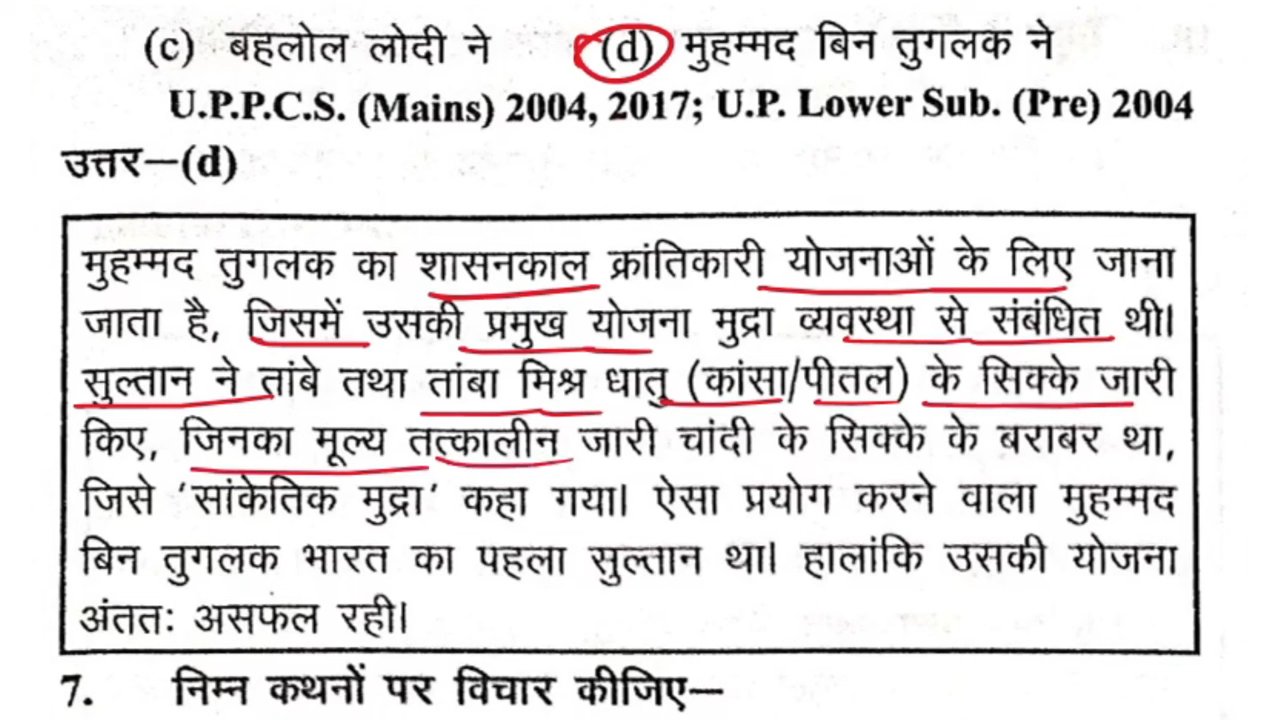 (c) बहलोल लोदी ने (d) मुहम्मद बिन तुगलक ने
U.P.P.C.S. (Mains) 2004, 2017; U.P. Lower Sub. (Pre) 2004
उत्तर—(d)
मुहम्मद तुगलक का शासनकाल क्रांतिकारी योजनाओं के लिए जाना
जाता है, जिसमें उसकी प्रमुख योजना मुद्रा व्यवस्था से संबंधित थी।
सुल्तान ने तांबे तथा तांबा मिश्र धातु (कांसा/पीतल) के सिक्के जारी
किए, जिनका मूल्य तत्कालीन जारी चांदी के सिक्के के बराबर था,
जिसे 'सांकेतिक मुद्रा' कहा गया। ऐसा प्रयोग करने वाला मुहम्मद
बिन तुगलक भारत का पहला सुल्तान था। हालांकि उसकी योजना
अंततः असफल रही।
7. निम्न कथनों पर विचार कीजिए—